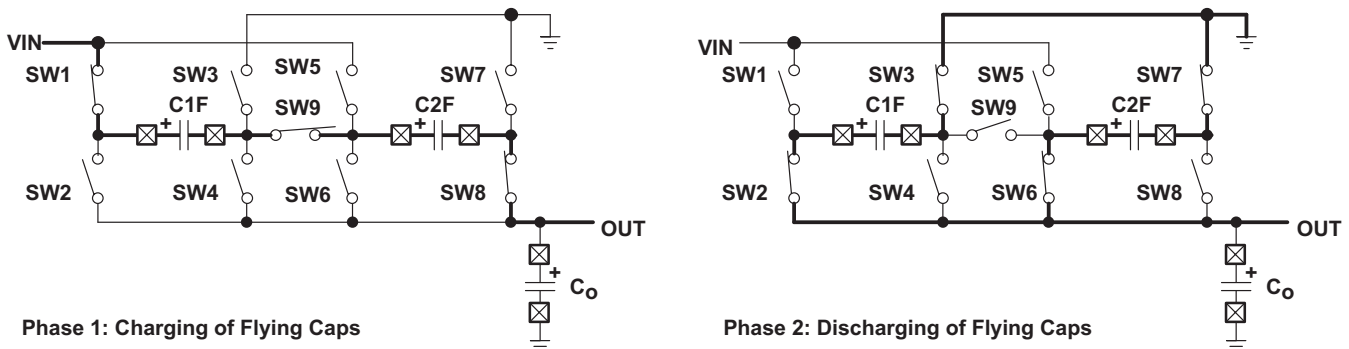 VIN
SW1
SW3
SW5
SW7
C1F
SW9
C2F
+
+
SW2
SW4
SW6
SW8
OUT
+
Co
Phase 1: Charging of Flying Caps
VIN
SW1
SW3
SW5
SW7
C1F
SW9
C2F
+
+
SW2
SW4
SW6
SW8
OUT
+
Co
Phase 2: Discharging of Flying Caps